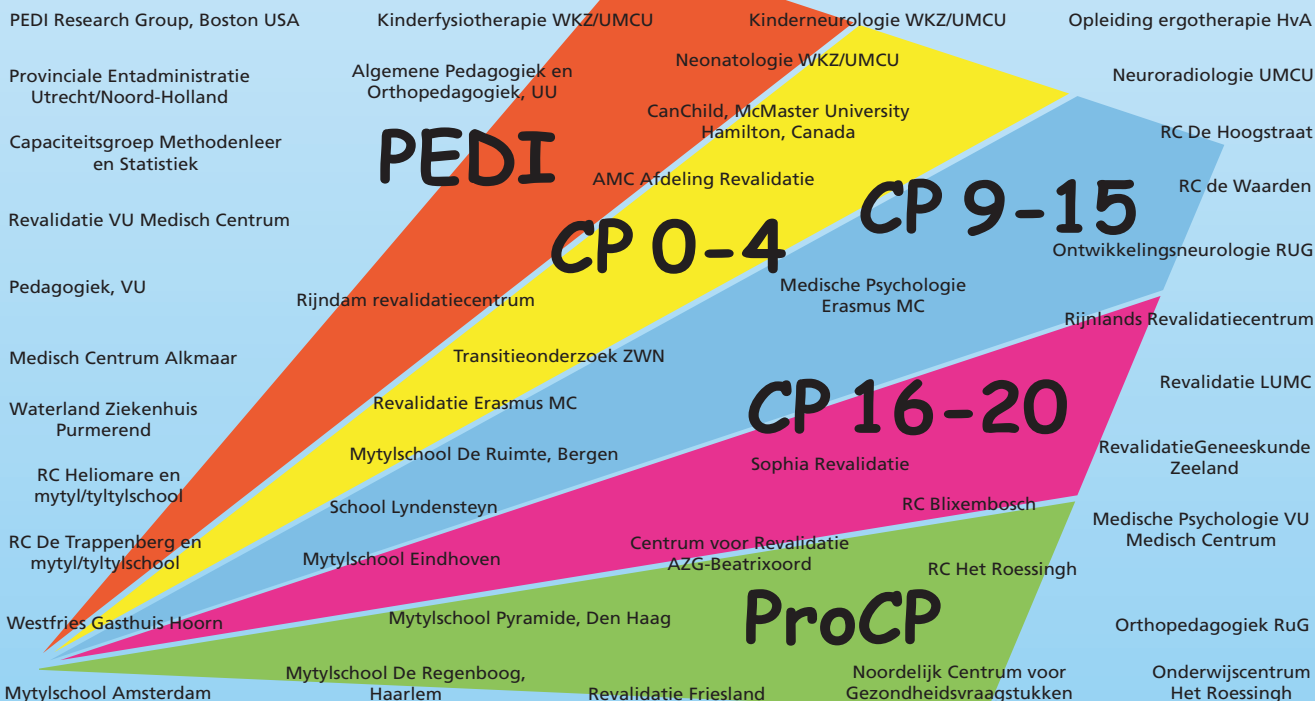 PEDI Research Group, Boston USA
Kinderfysiotherapie WKZ/UMCU
Kinderneurologie WKZ/UMCU
Opleiding ergotherapie HvA
Neonatologie WKZ/UMCU
Provinciale Entadministratie
Utrecht/Noord-Holland
Algemene Pedagogiek en
Orthopedagogiek, UU
Neuroradiologie UMCU
CanChild, McMaster University
Hamilton, Canada
Capaciteitsgroep Methodenleer
en Statistiek
PEDI
RC De Hoogstraat
AMC Afdeling Revalidatie
RC de Waarden
CP 9-15
Revalidatie VU Medisch Centrum
CP 0-4
Ontwikkelingsneurologie RUG
Pedagogiek, VU
Rijndam revalidatiecentrum
Medische Psychologie
Erasmus MC
Rijnlands Revalidatiecentrum
Medisch Centrum Alkmaar
Transitieonderzoek ZWN
Revalidatie LUMC
Waterland Ziekenhuis
Purmerend
Revalidatie Erasmus MC
CP 16-20
Mytylschool De Ruimte, Bergen
Sophia Revalidatie
RevalidatieGeneeskunde
Zeeland
RC Heliomare en
mytyl/tyltylschool
School Lyndensteyn
RC Blixembosch
Medische Psychologie VU
Medisch Centrum
RC De Trappenberg en
mytyl/tyltylschool
Mytylschool Eindhoven
Centrum voor Revalidatie
AZG-Beatrixoord
RC Het Roessingh
Westfries Gasthuis Hoorn
Mytylschool Pyramide, Den Haag
ProCP
Orthopedagogiek RuG
Mytylschool Amsterdam
Mytylschool De Regenboog,
Haarlem
Revalidatie Friesland
Noordelijk Centrum voor
Gezondheidsvraagstukken
Onderwijscentrum
Het Roessingh